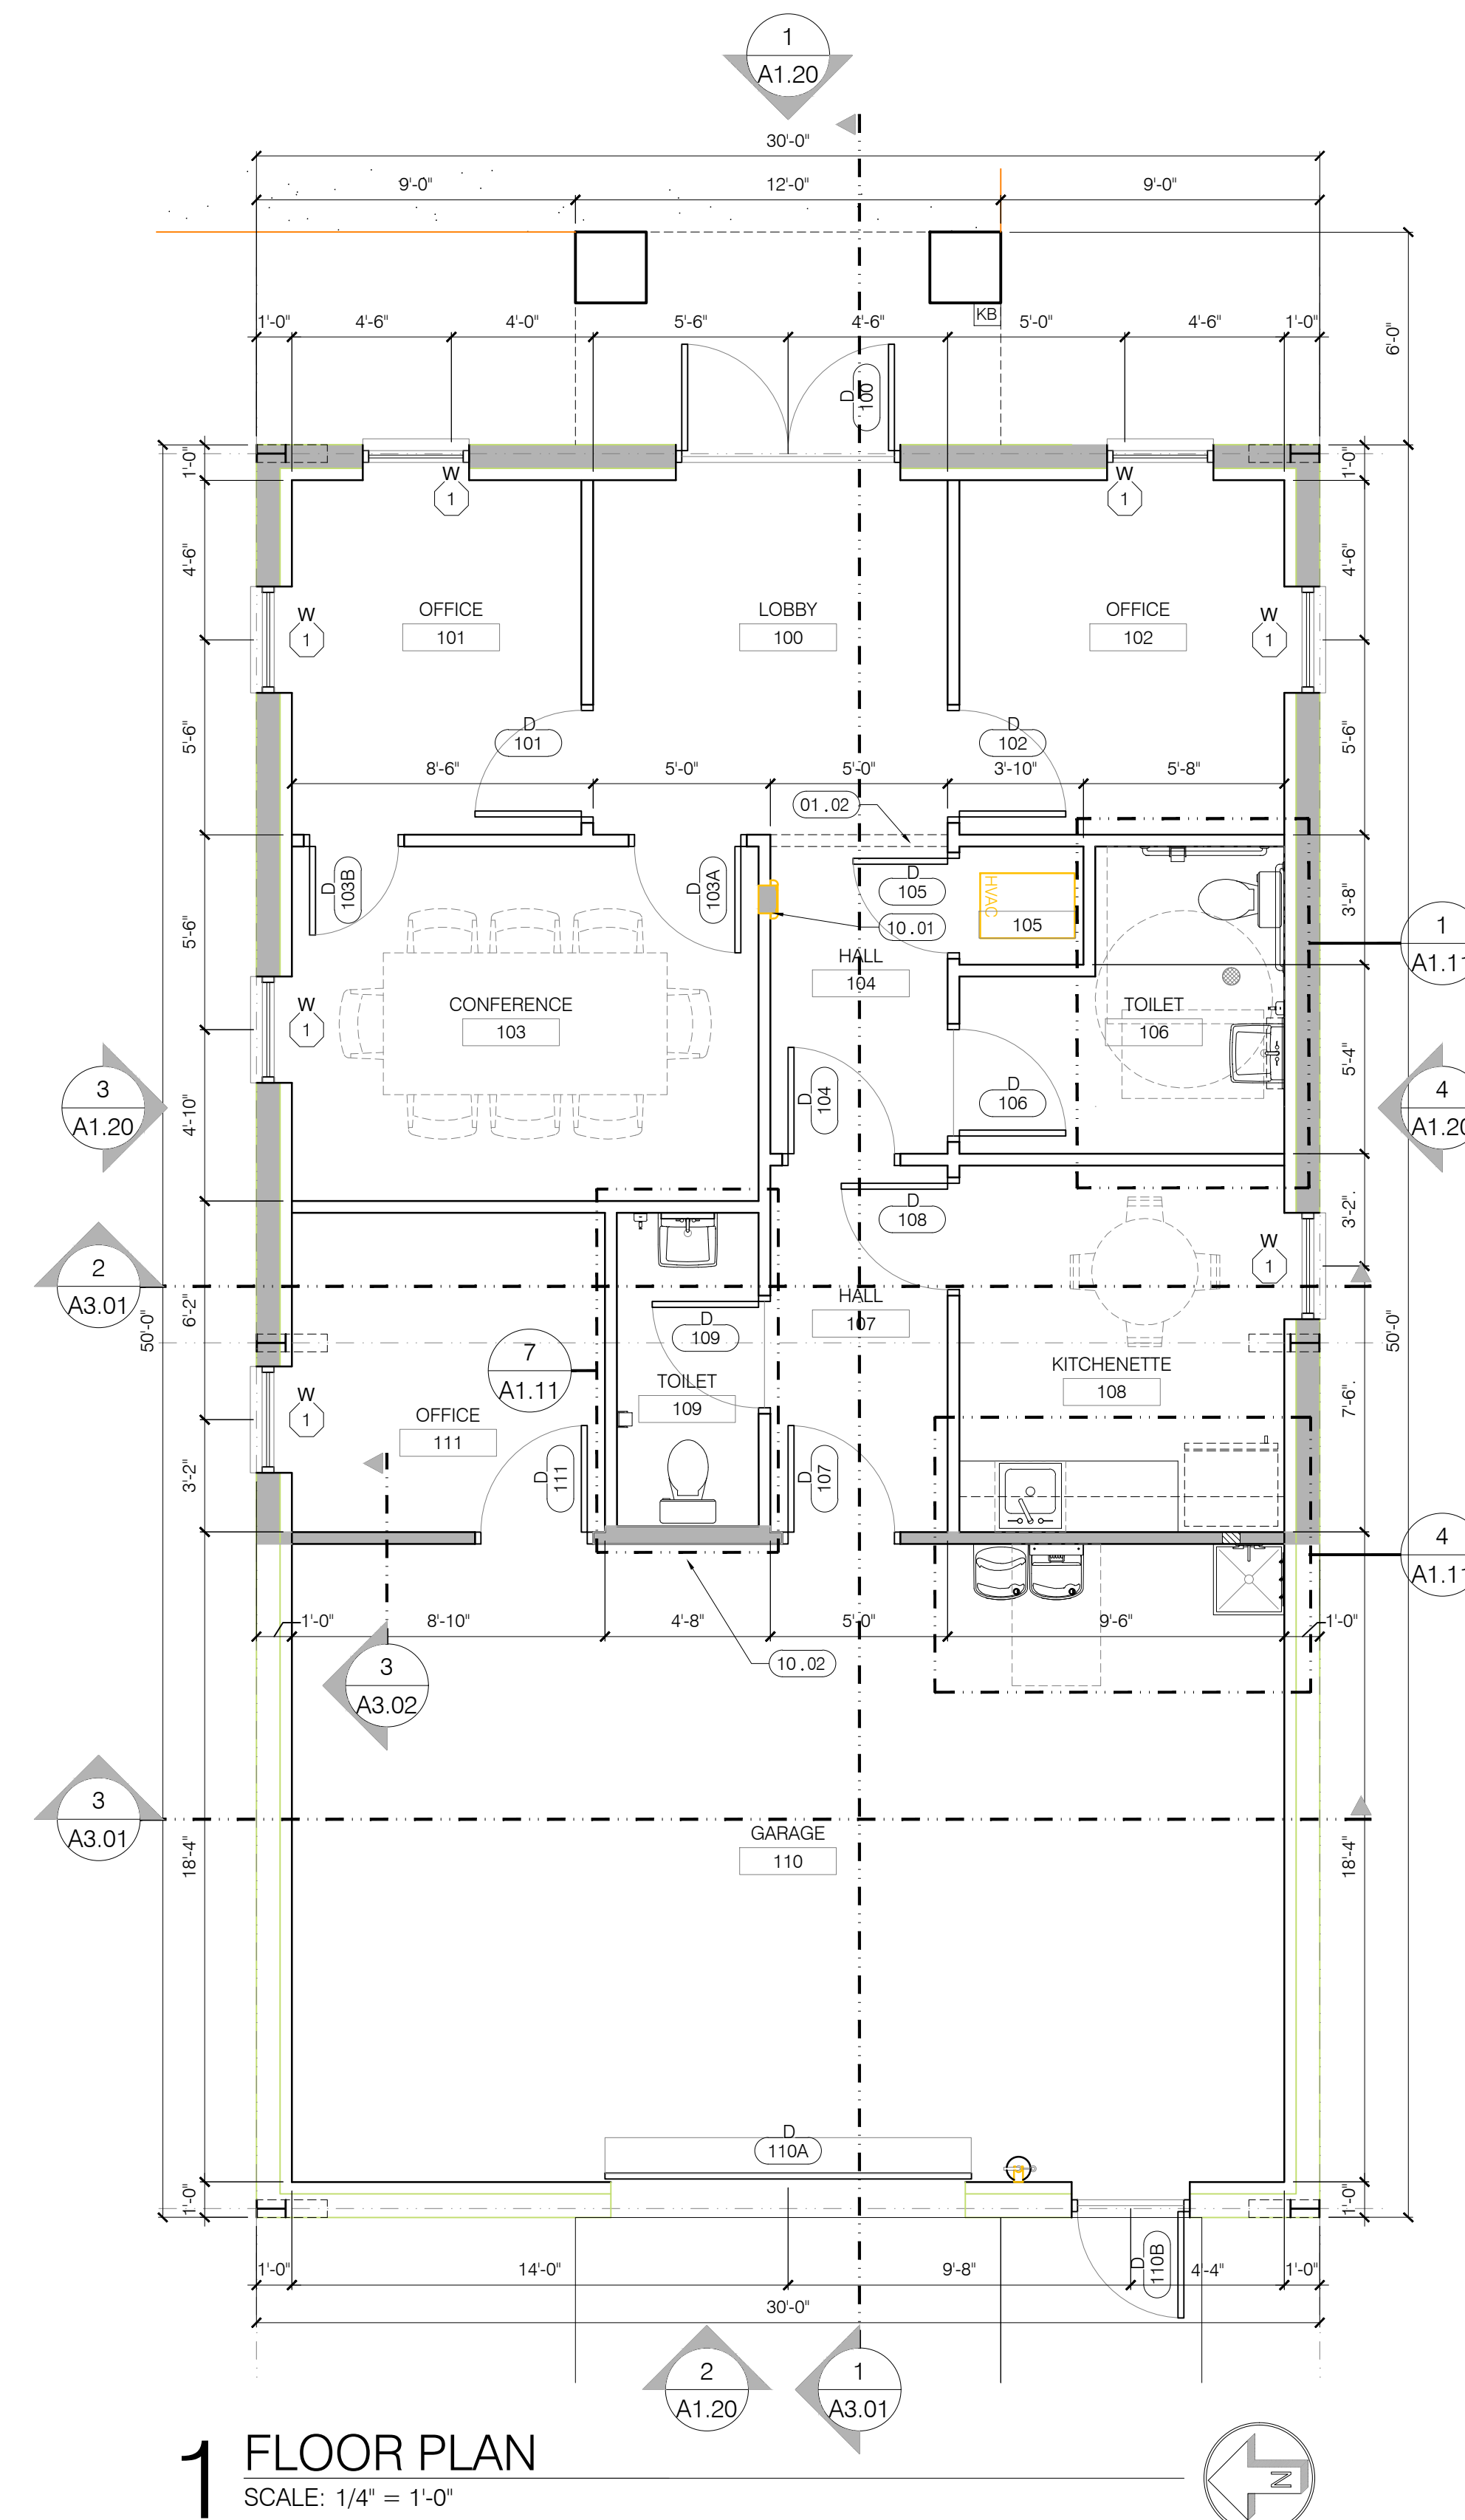 1
A1.20
30'-0"
9'-0"
12'-0"
9'-0"
KB
1'-0"
4'-6"
4'-0"
5'-6"
4'-6"
5'-0"
4'-6"
1'-0"
6'-0"
D
100
1'-0"
1'-0"
W
1
W
1
4'-6"
4'-6"
OFFICE
101
LOBBY
100
OFFICE
102
W
1
W
1
5'-6"
5'-6"
D
101
D
102
8'-6"
5'-0"
5'-0"
3'-10"
5'-8"
01.02
D
103B
D
103A
D
105
HVAC
105
10.01
3'-8"
5'-6"
1
A1.11
HALL
104
CONFERENCE
103
W
1
TOILET
106
5'-4"
3
A1.20
4'-10"
D
104
D
106
4
A1.20
D
108
3'-2"
2
A3.01
W
1
6'-2"
50'-0"
HALL
107
D
109
50'-0"
7
A1.11
TOILET
109
KITCHENETTE
108
7'-6"
W
1
OFFICE
111
3'-2"
D
111
D
107
4
A1.11
1'-0"
8'-10"
4'-8"
5'-0"
9'-6"
1'-0"
10.02
3
A3.02
3
A3.01
18'-4"
GARAGE
110
18'-4"
D
110A
1'-0"
1'-0"
D
110B
1'-0"
14'-0"
9'-8"
4'-4"
1'-0"
30'-0"
2
A1.20
1
A3.01
1
FLOOR PLAN
SCALE: 1/4" = 1'-0"
N